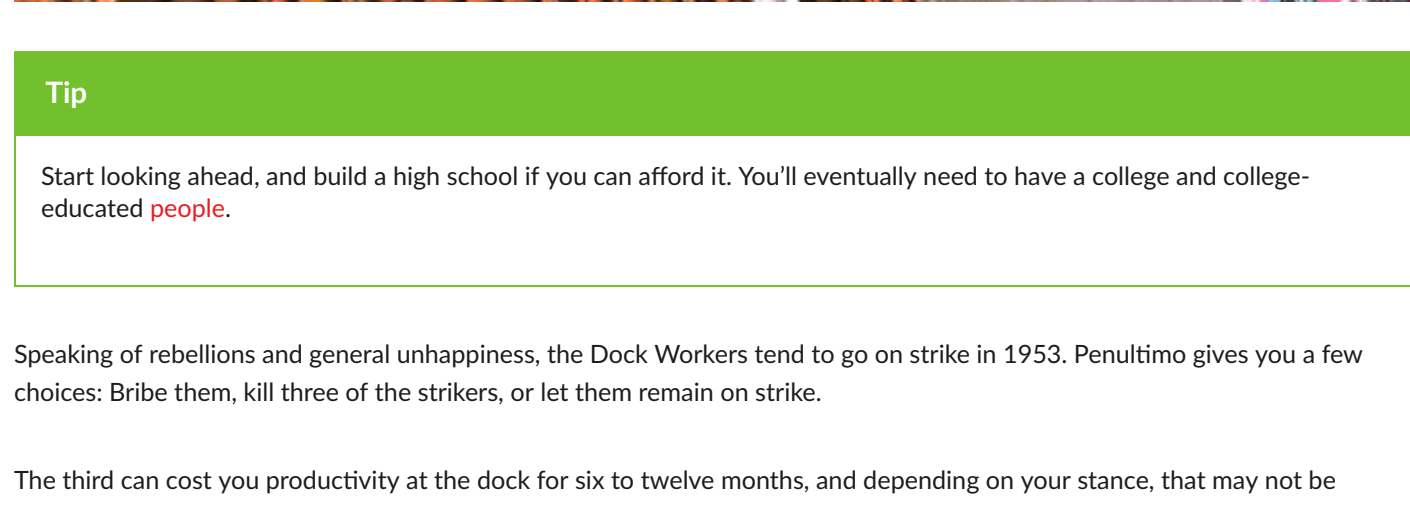 Tip
Start looking ahead, and build a high school if you can afford it. You’ll eventually need to have a college and college-
educated people.
Speaking of rebellions and general unhappiness, the Dock Workers tend to go on strike in 1953. Penultimo gives you a few
choices: Bribe them, kill three of the strikers, or let them remain on strike.
The third can cost you productivity at the dock for six to twelve months, and depending on your stance, that may not be